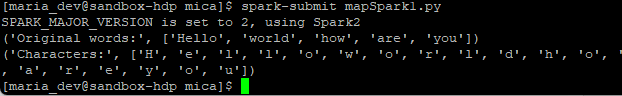 [maria_dev@sandbox-hdp mica]$ spark-submit mapSpark1.py
SPARK_MAJOR_VERSION is set to 2, using Spark2
('Original words:', ['Hello', 'world', 'how', 'are', 'you'])
('Characters:', ['H', 'e', 'l', 'l', 'o', 'w', 'o', 'r', 'l', 'd', 'h', 'o', '
, 'a', 'r', 'e', 'y', 'o', 'u'])
[maria_dev@sandbox-hdp mica]$